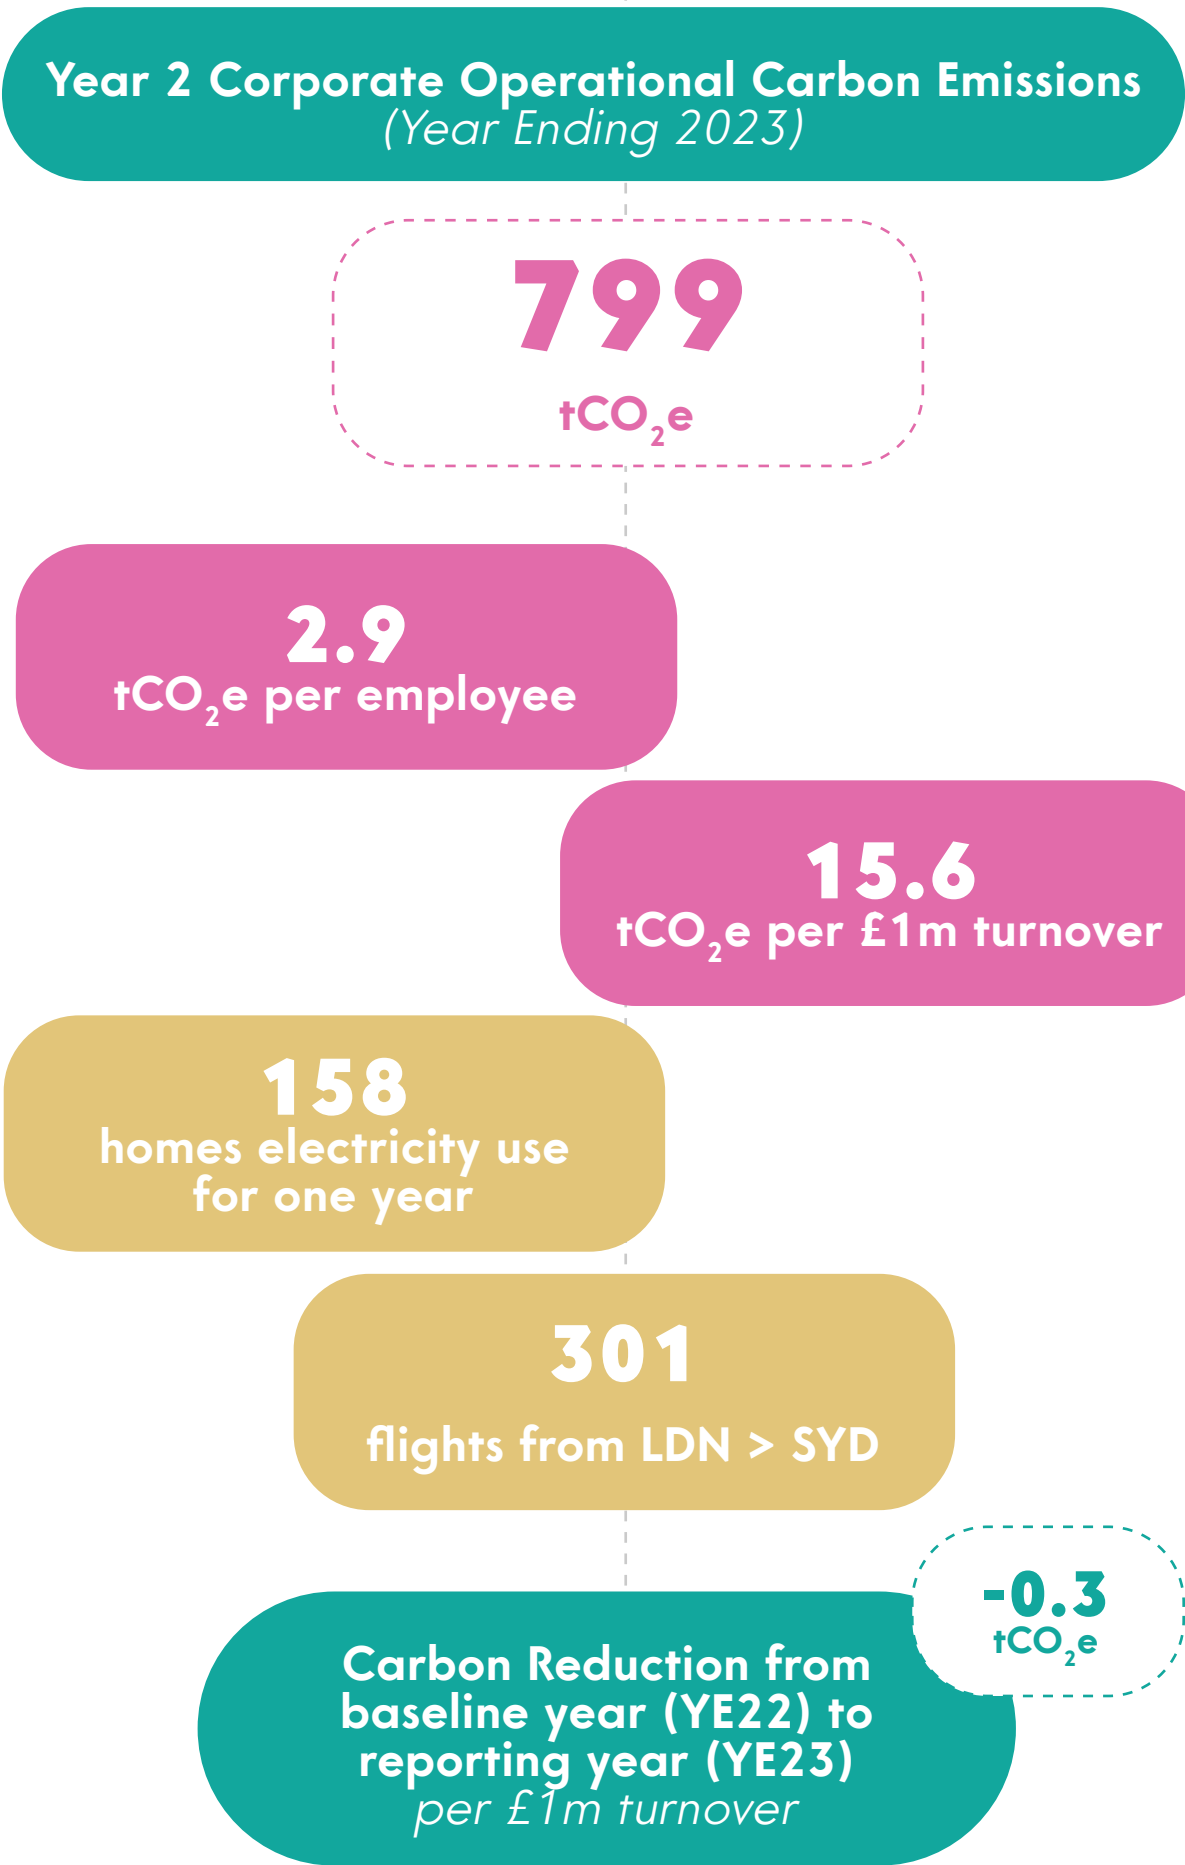 Year 2 Corporate Operational Carbon Emissions
(Year Ending 2023)
799
tCO₂e
2.9
tCO₂e per employee
15.6
tCO₂e per £1m turnover
158
homes electricity use
for one year
301
flights from LDN > SYD
-0.3
tCO₂e
Carbon Reduction from
baseline year (YE22) to
reporting year (YE23)
per £1m turnover